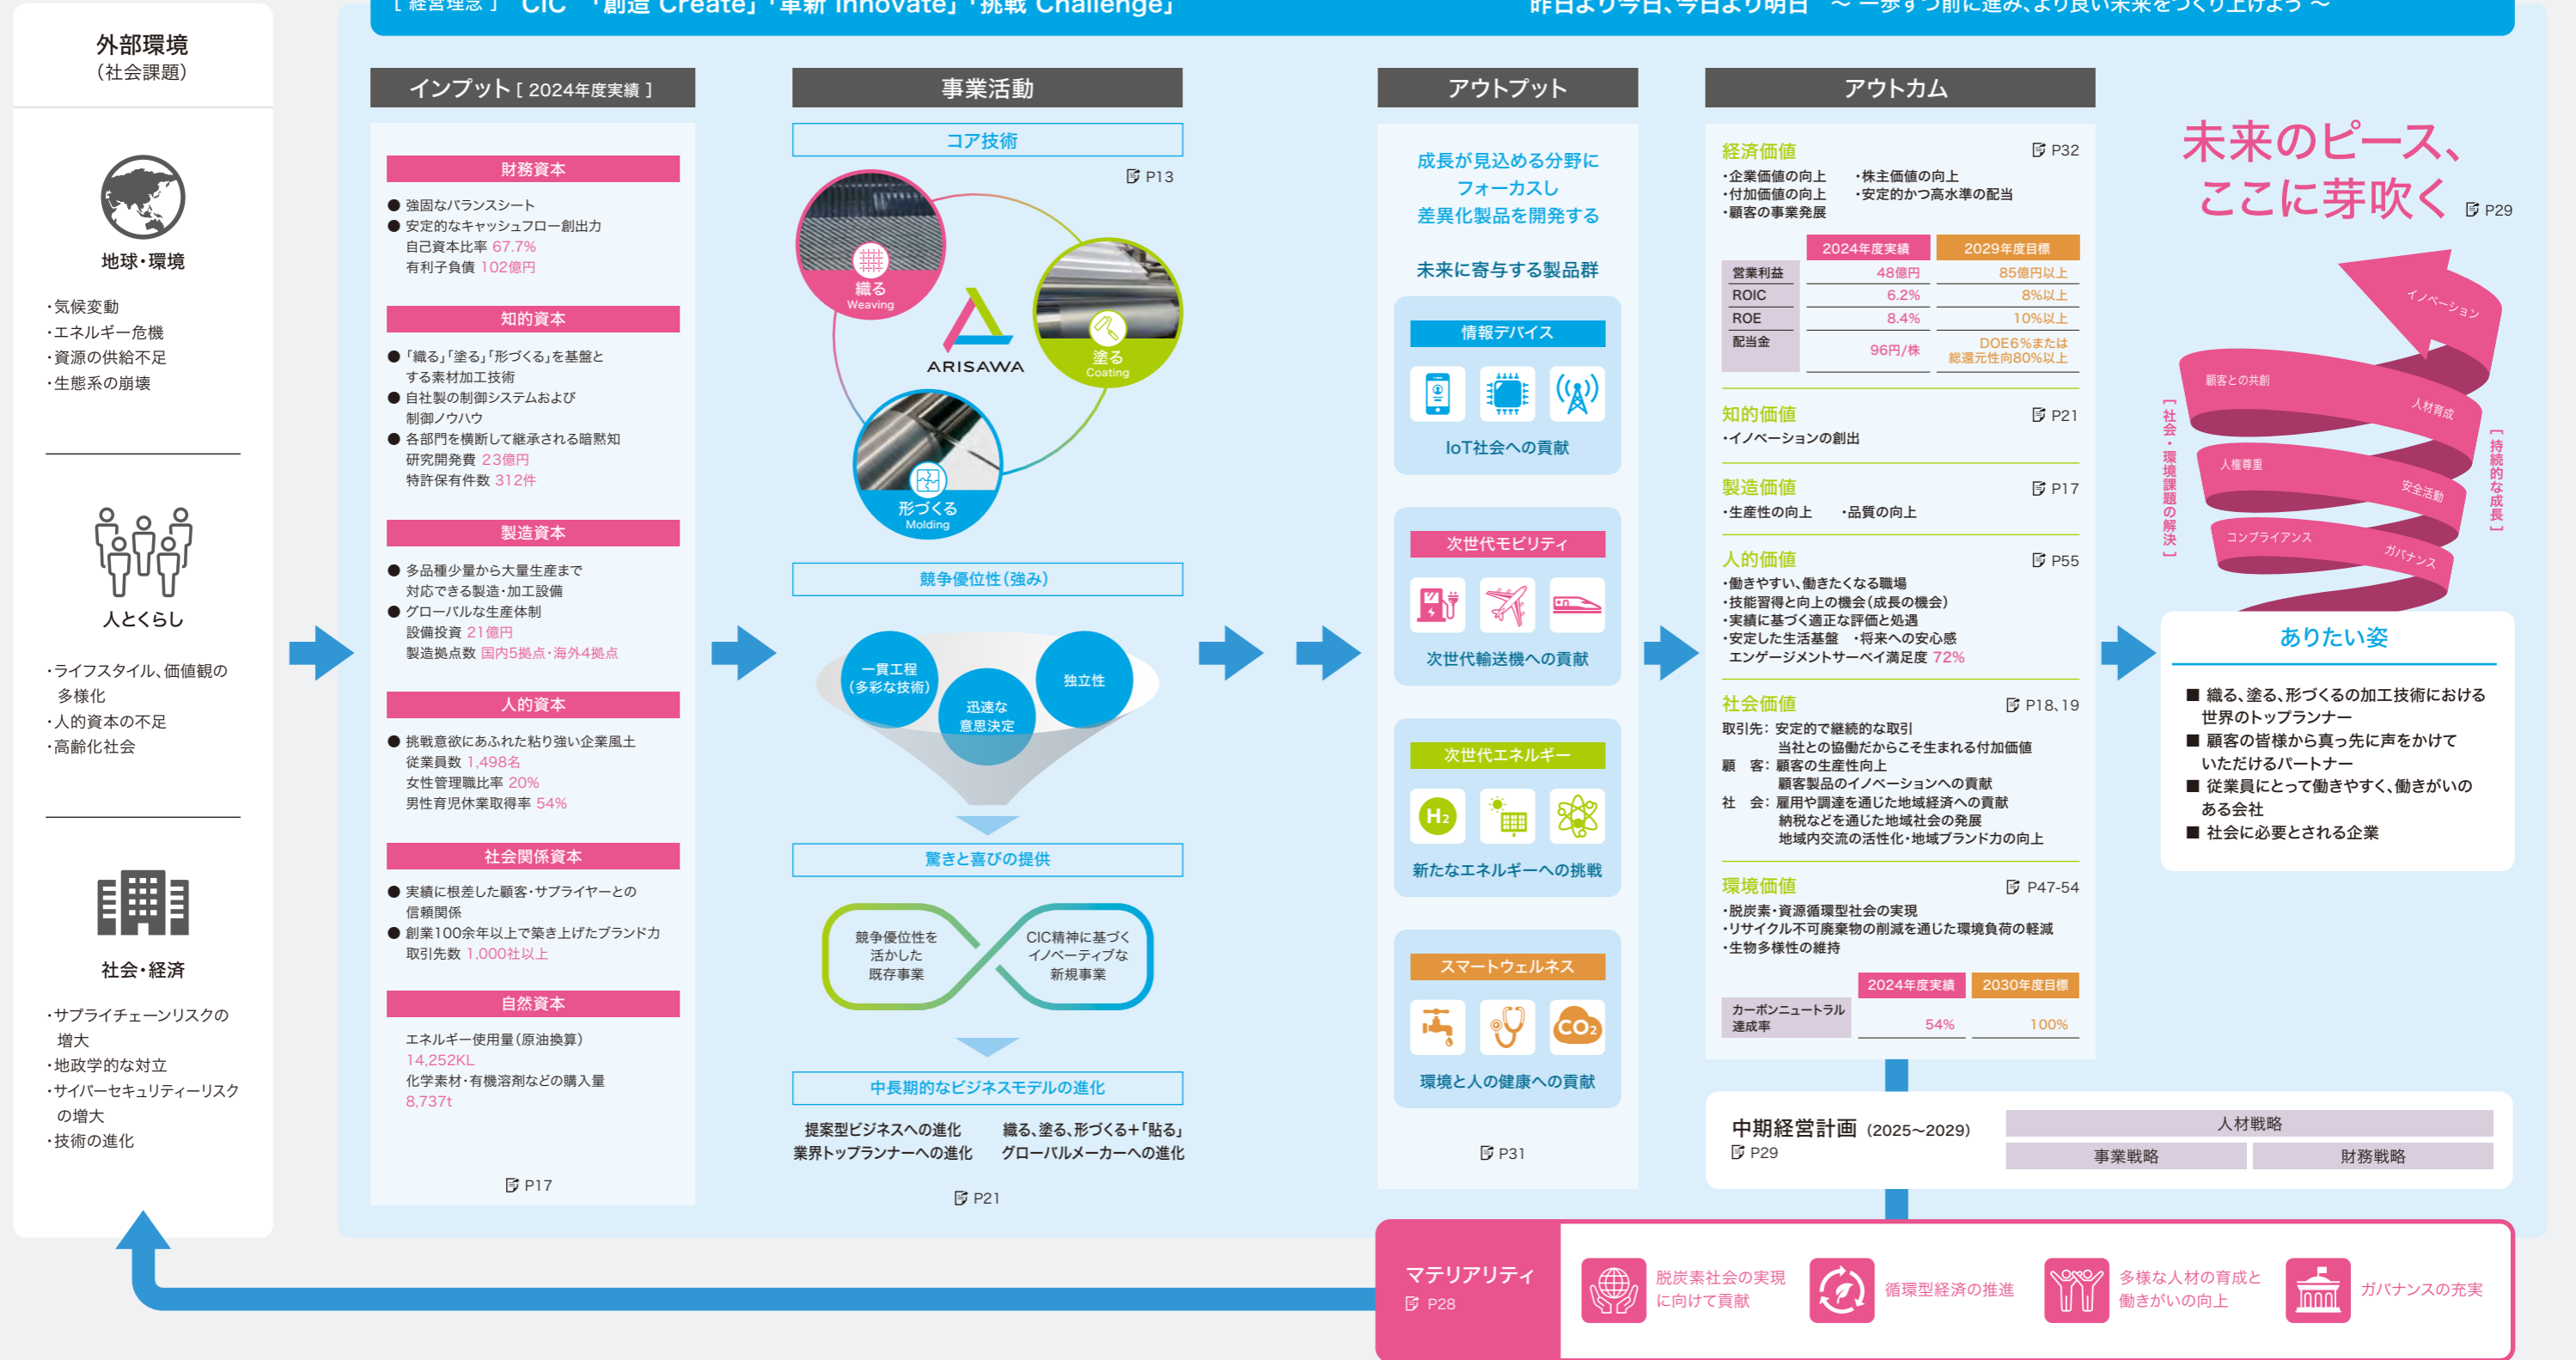 [ 経営理念 ] CIC 「創造 Create」「革新 Innovate」「挑戦 Challenge」
昨日より今日、今日より明日 ～ 一歩ずつ前に進み、より良い未来をつくり上げよう ～
外部環境
（社会課題）
地球・環境
・気候変動
・エネルギー危機
・資源の供給不足
・生態系の崩壊
人とくらし
・ライフスタイル、価値観の
多様化
・人的資本の不足
・高齢化社会
社会・経済
・サプライチェーンリスクの
増大
・地政学的な対立
・サイバーセキュリティーリスク
の増大
・技術の進化
インプット [ 2024年度実績 ]
財務資本
● 強固なバランスシート
● 安定的なキャッシュフロー創出力
自己資本比率 67.7%
有利子負債 102億円
知的資本
● 「織る」「塗る」「形づくる」を基盤と
する素材加工技術
● 自社製の制御システムおよび
制御ノウハウ
● 各部門を横断して継承される暗黙知
研究開発費 23億円
特許保有件数 312件
製造資本
● 多品種少量から大量生産まで
対応できる製造・加工設備
● グローバルな生産体制
設備投資 21億円
製造拠点数 国内5拠点・海外4拠点
人的資本
● 挑戦意欲にあふれた粘り強い企業風土
従業員数 1,498名
女性管理職比率 20%
男性育児休業取得率 54%
社会関係資本
● 実績に根差した顧客・サプライヤーとの
信頼関係
● 創業100余年以上で築き上げたブランド力
取引先数 1,000社以上
自然資本
エネルギー使用量（原油換算）
14,252KL
化学素材・有機溶剤などの購入量
8,737t
P17
事業活動
コア技術
P13
織る
Weaving
塗る
Coating
ARISAWA
形づくる
Molding
競争優位性（強み）
一貫工程
（多彩な技術）
迅速な
意思決定
独立性
驚きと喜びの提供
競争優位性を
活かした
既存事業
CIC精神に基づく
イノベーティブな
新規事業
中長期的なビジネスモデルの進化
提案型ビジネスへの進化
業界トップランナーへの進化
織る、塗る、形づくる＋「貼る」
グローバルメーカーへの進化
P21
アウトプット
成長が見込める分野に
フォーカスし
差異化製品を開発する
未来に寄与する製品群
情報デバイス
IoT社会への貢献
次世代モビリティ
次世代輸送機への貢献
次世代エネルギー
H2
新たなエネルギーへの挑戦
スマートウェルネス
CO2
環境と人の健康への貢献
P31
アウトカム
経済価値 P32
・企業価値の向上 ・株主価値の向上
・付加価値の向上 ・安定的かつ高水準の配当
・顧客の事業発展
2024年度実績 2029年度目標
営業利益 48億円 85億円以上
ROIC 6.2% 8%以上
ROE 8.4% 10%以上
配当金 96円/株 DOE6%または
総還元性向80%以上
知的価値 P21
・イノベーションの創出
製造価値 P17
・生産性の向上 ・品質の向上
人的価値 P55
・働きやすい、働きたくなる職場
・技能習得と向上の機会（成長の機会）
・実績に基づく適正な評価と処遇
・安定した生活基盤 ・将来への安心感
エンゲージメントサーベイ満足度 72%
社会価値 P18、19
取引先： 安定的で継続的な取引
当社との協働だからこそ生まれる付加価値
顧 客： 顧客の生産性向上
顧客製品のイノベーションへの貢献
社 会： 雇用や調達を通じた地域経済への貢献
納税などを通じた地域社会の発展
地域内交流の活性化・地域ブランド力の向上
環境価値 P47-54
・脱炭素・資源循環型社会の実現
・リサイクル不可廃棄物の削減を通じた環境負荷の軽減
・生物多様性の維持
2024年度実績 2030年度目標
カーボンニュートラル
達成率 54% 100%
未来のピース、
ここに芽吹く P29
イノベーション
顧客との共創
人材育成
人権尊重
安全活動
コンプライアンス
ガバナンス
[ 社会・環境課題の解決 ]
[ 持続的な成長 ]
ありたい姿
■ 織る、塗る、形づくるの加工技術における
世界のトップランナー
■ 顧客の皆様から真っ先に声をかけて
いただけるパートナー
■ 従業員にとって働きやすく、働きがいの
ある会社
■ 社会に必要とされる企業
中期経営計画 （2025～2029）
P29
人材戦略
事業戦略 財務戦略
マテリアリティ
P28
脱炭素社会の実現
に向けて貢献
循環型経済の推進
多様な人材の育成と
働きがいの向上
ガバナンスの充実